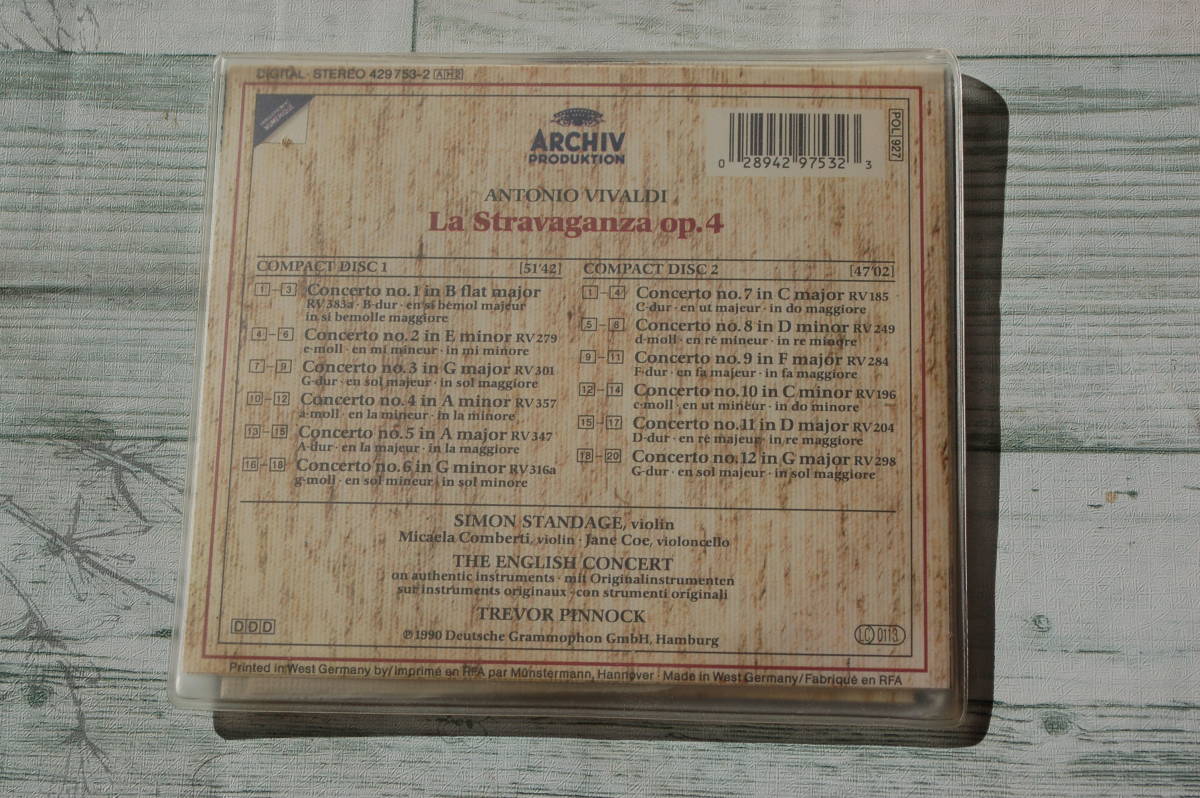 DIGITAL · STEREO 429 753-2 AH2
ARCHIV
PRODUKTION
0 28942 97532 3
POL 927
ANTONIO VIVALDI
La Stravaganza op. 4
COMPACT DISC 1 [51'42]
1 – 3 Concerto no. 1 in B flat major
RV 383a · B-dur · en si bémol majeur
in si bemolle maggiore
4 – 6 Concerto no. 2 in E minor RV 279
e-moll · en mi mineur · in mi minore
7 – 9 Concerto no. 3 in G major RV 301
G-dur · en sol majeur · in sol maggiore
10 – 12 Concerto no. 4 in A minor RV 357
a-moll · en la mineur · in la minore
13 – 15 Concerto no. 5 in A major RV 347
A-dur · en la majeur · in la maggiore
16 – 18 Concerto no. 6 in G minor RV 316a
g-moll · en sol mineur · in sol minore
COMPACT DISC 2 [47'02]
1 – 4 Concerto no. 7 in C major RV 185
C-dur · en ut majeur · in do maggiore
5 – 8 Concerto no. 8 in D minor RV 249
d-moll · en ré mineur · in re minore
9 – 11 Concerto no. 9 in F major RV 284
F-dur · en fa majeur · in fa maggiore
12 – 14 Concerto no. 10 in C minor RV 196
c-moll · en ut mineur · in do minore
15 – 17 Concerto no. 11 in D major RV 204
D-dur · en ré majeur · in re maggiore
18 – 20 Concerto no. 12 in G major RV 298
G-dur · en sol majeur · in sol maggiore
SIMON STANDAGE, violin
Micaela Comberti, violin · Jane Coe, violoncello
THE ENGLISH CONCERT
on authentic instruments · mit Originalinstrumenten
sur instruments originaux · con strumenti originali
TREVOR PINNOCK
DDD
℗ 1990 Deutsche Grammophon GmbH, Hamburg
LC 0113
Printed in West Germany by/Imprimé en RFA par Münstermann, Hannover · Made in West Germany/Fabriqué en RFA